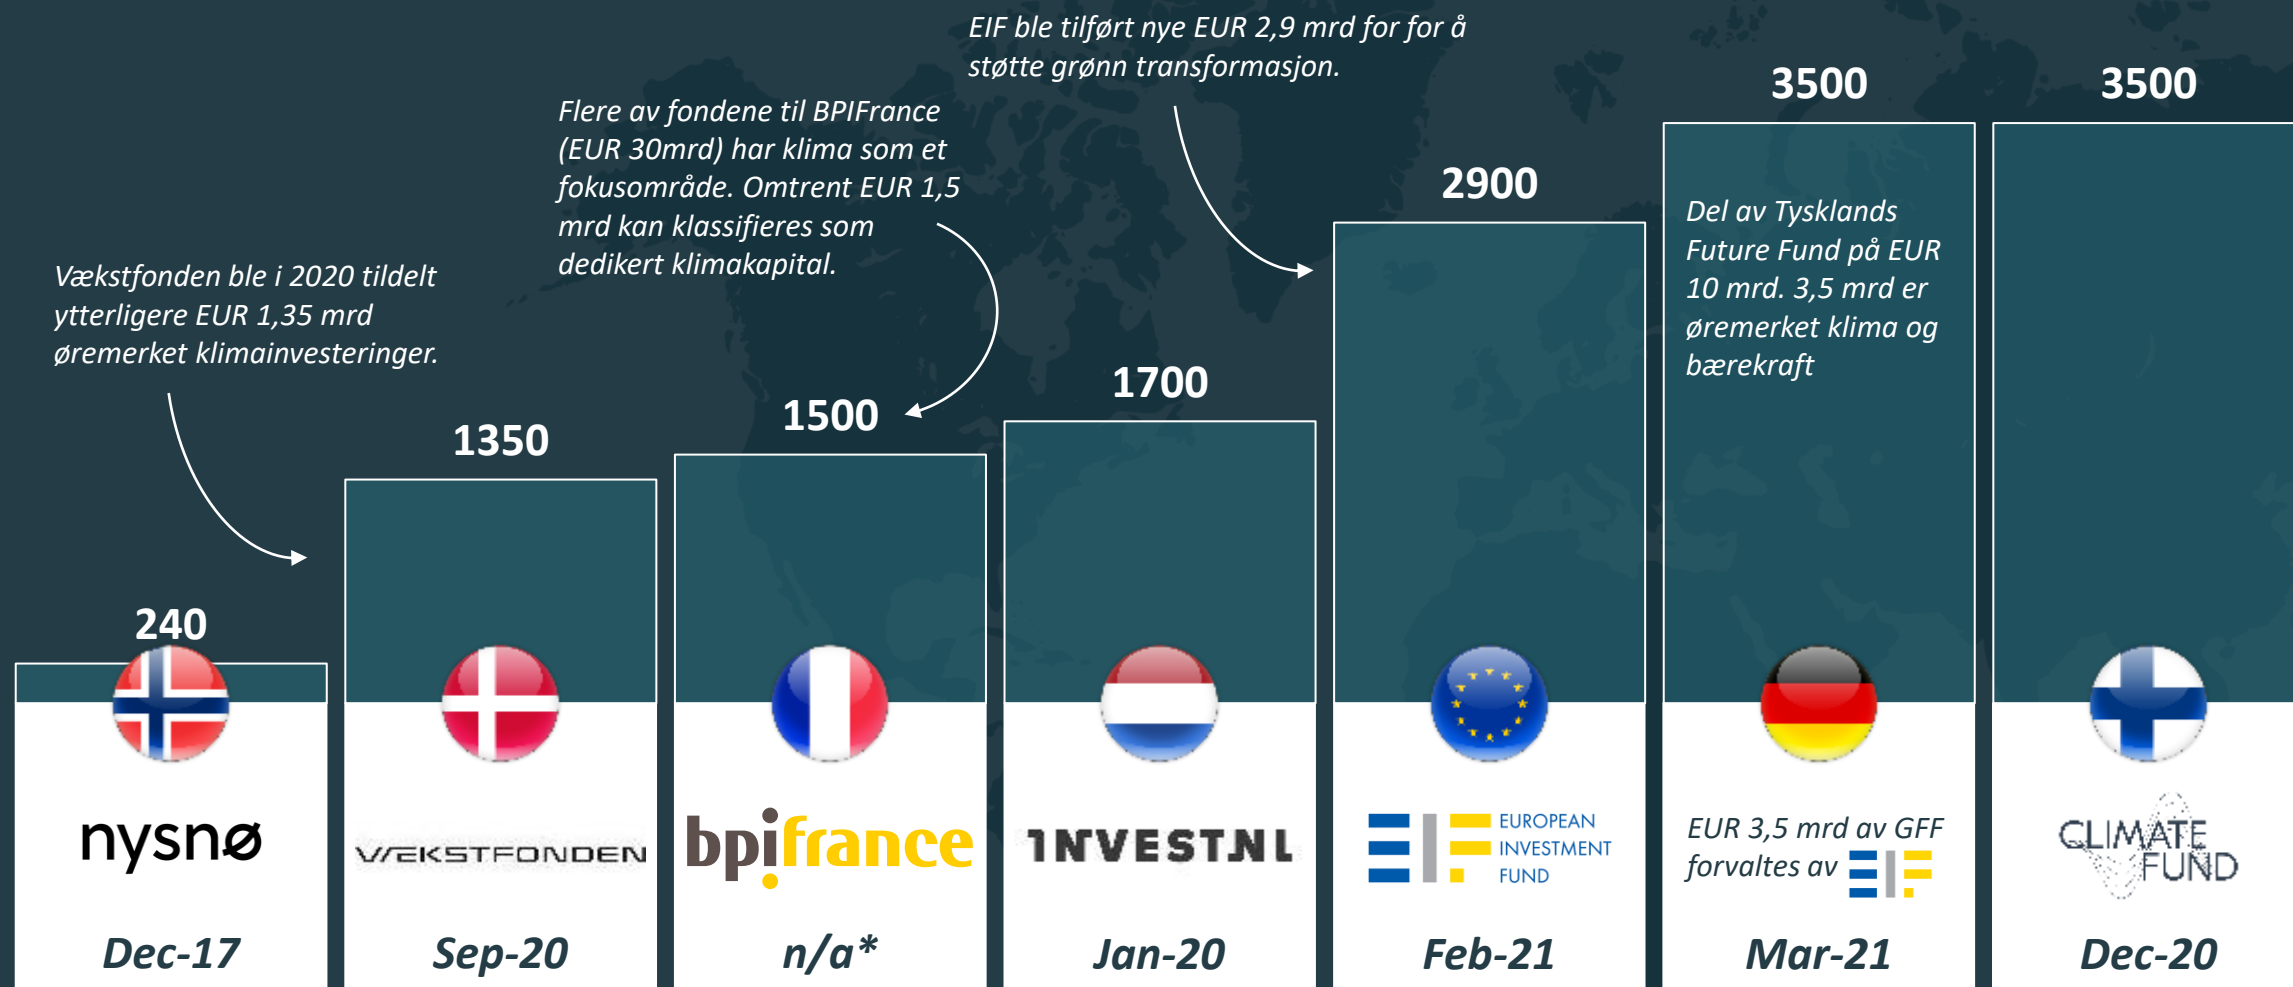 EIF ble tilført nye EUR 2,9 mrd for for å
støtte grønn transformasjon.
Flere av fondene til BPIFrance
(EUR 30mrd) har klima som et
fokusområde. Omtrent EUR 1,5
mrd kan klassifieres som
dedikert klimakapital.
Vækstfonden ble i 2020 tildelt
ytterligere EUR 1,35 mrd
øremerket klimainvesteringer.
240
1350
1500
1700
2900
3500
3500
Del av Tysklands
Future Fund på EUR
10 mrd. 3,5 mrd er
øremerket klima og
bærekraft
nysnø
VÆKSTFONDEN
bpifrance
INVESTNL
EIF EUROPEAN
INVESTMENT
FUND
EUR 3,5 mrd av GFF
forvaltes av EIF
CLIMATE
FUND
Dec-17
Sep-20
n/a*
Jan-20
Feb-21
Mar-21
Dec-20